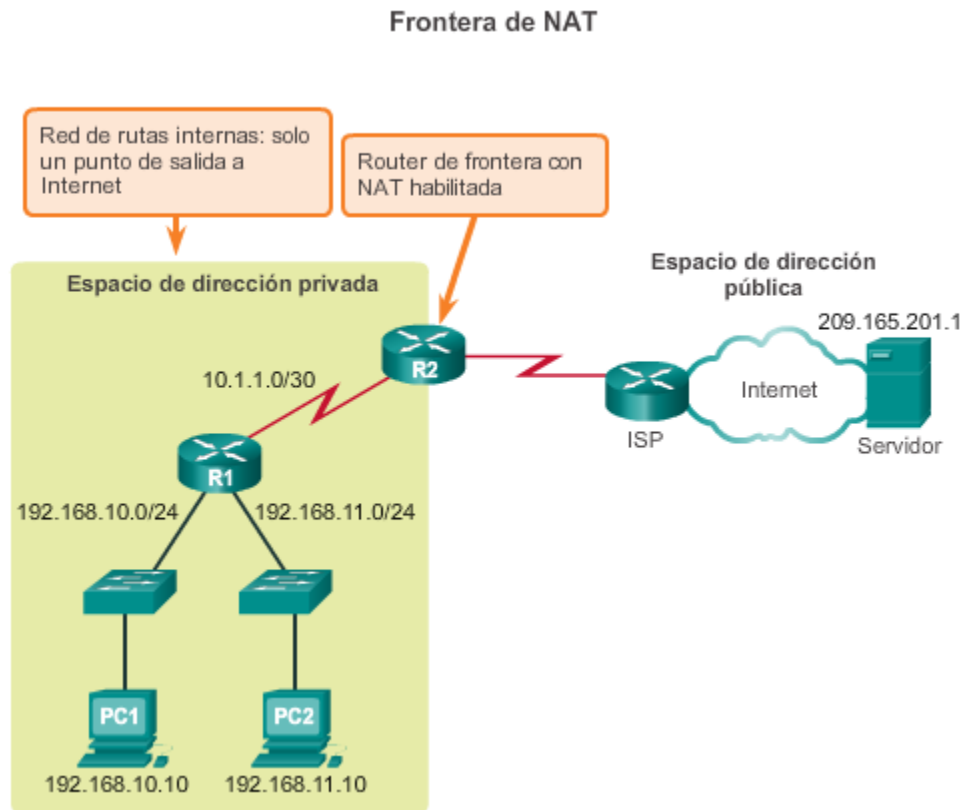 Frontera de NAT
Red de rutas internas: solo
un punto de salida a
Internet
Router de frontera con
NAT habilitada
Espacio de dirección privada
Espacio de dirección
pública
209.165.201.1
R2
10.1.1.0/30
Internet
ISP
Servidor
R1
192.168.10.0/24
192.168.11.0/24
PC1
PC2
192.168.10.10
192.168.11.10